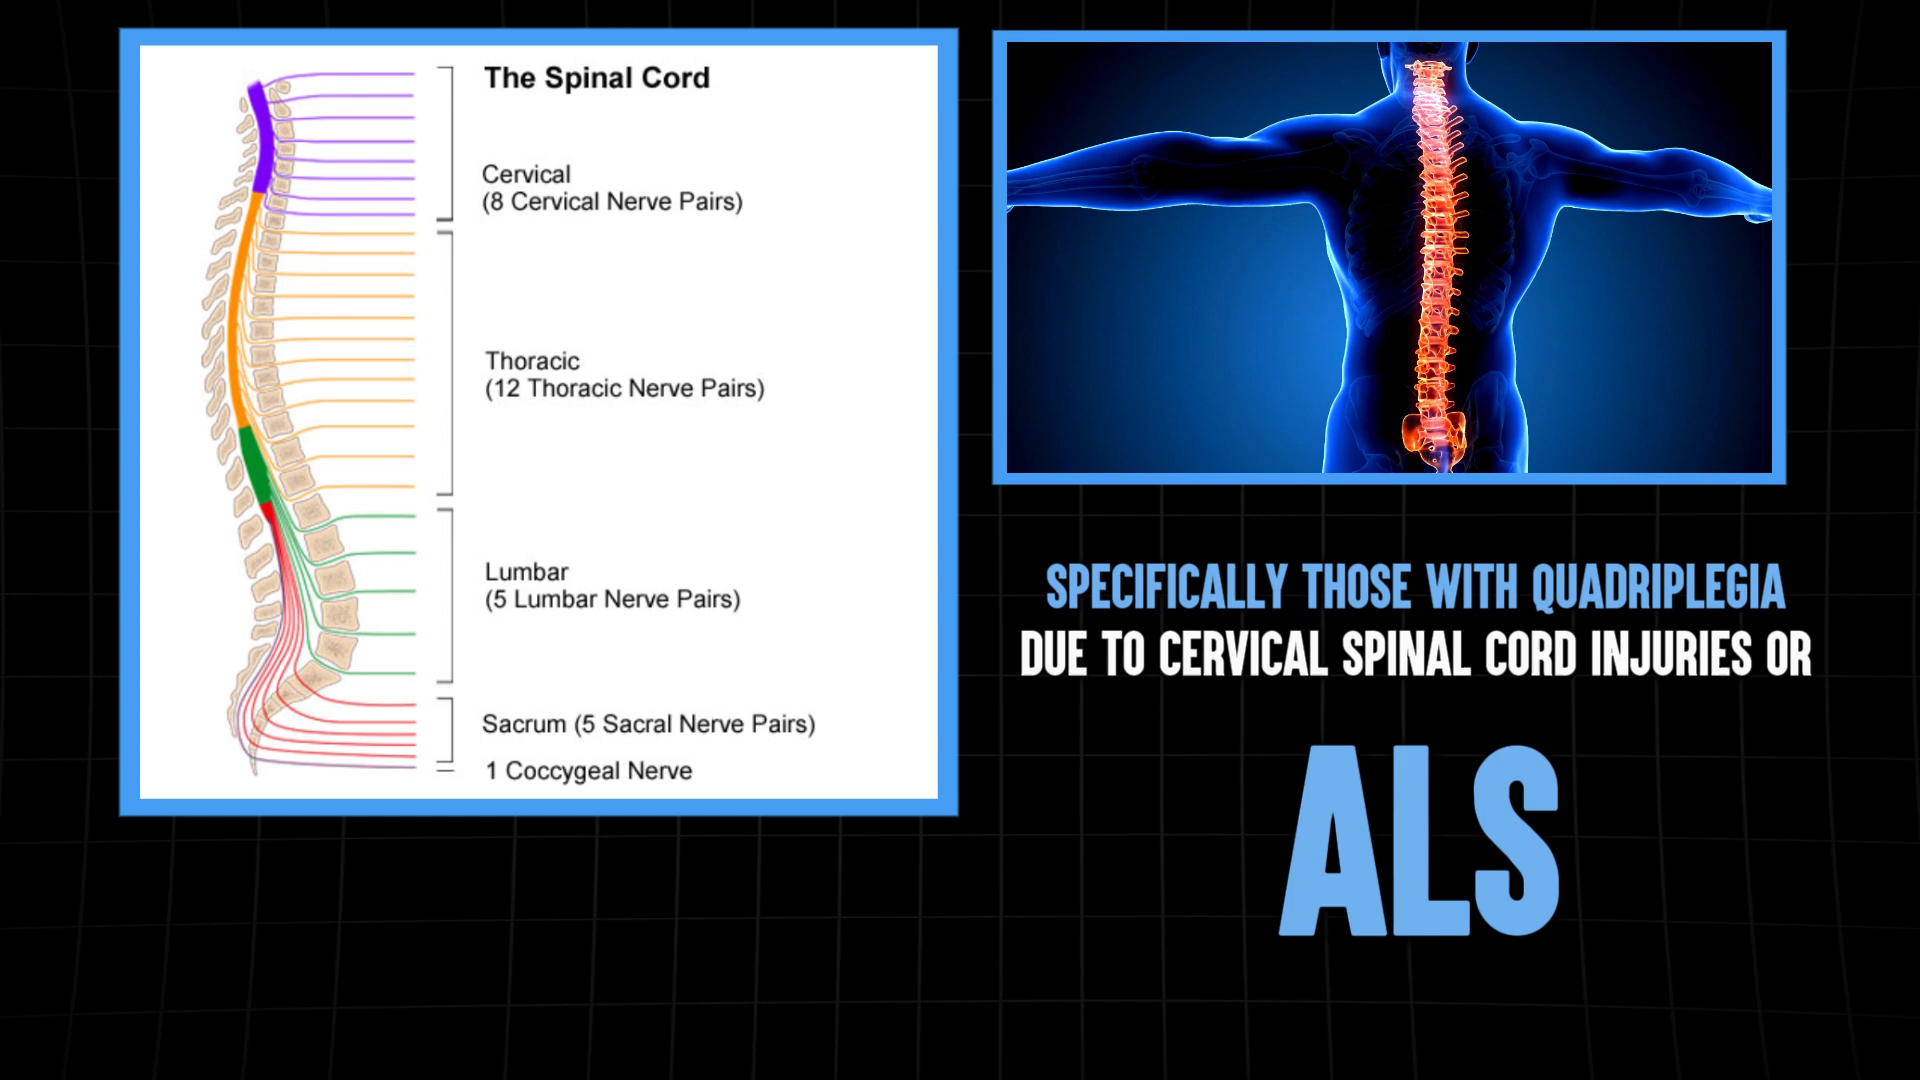 The Spinal Cord
Cervical
(8 Cervical Nerve Pairs)
Thoracic
(12 Thoracic Nerve Pairs)
Lumbar
(5 Lumbar Nerve Pairs)
Sacrum (5 Sacral Nerve Pairs)
1 Coccygeal Nerve
SPECIFICALLY THOSE WITH QUADRIPLEGIA
DUE TO CERVICAL SPINAL CORD INJURIES OR
ALS